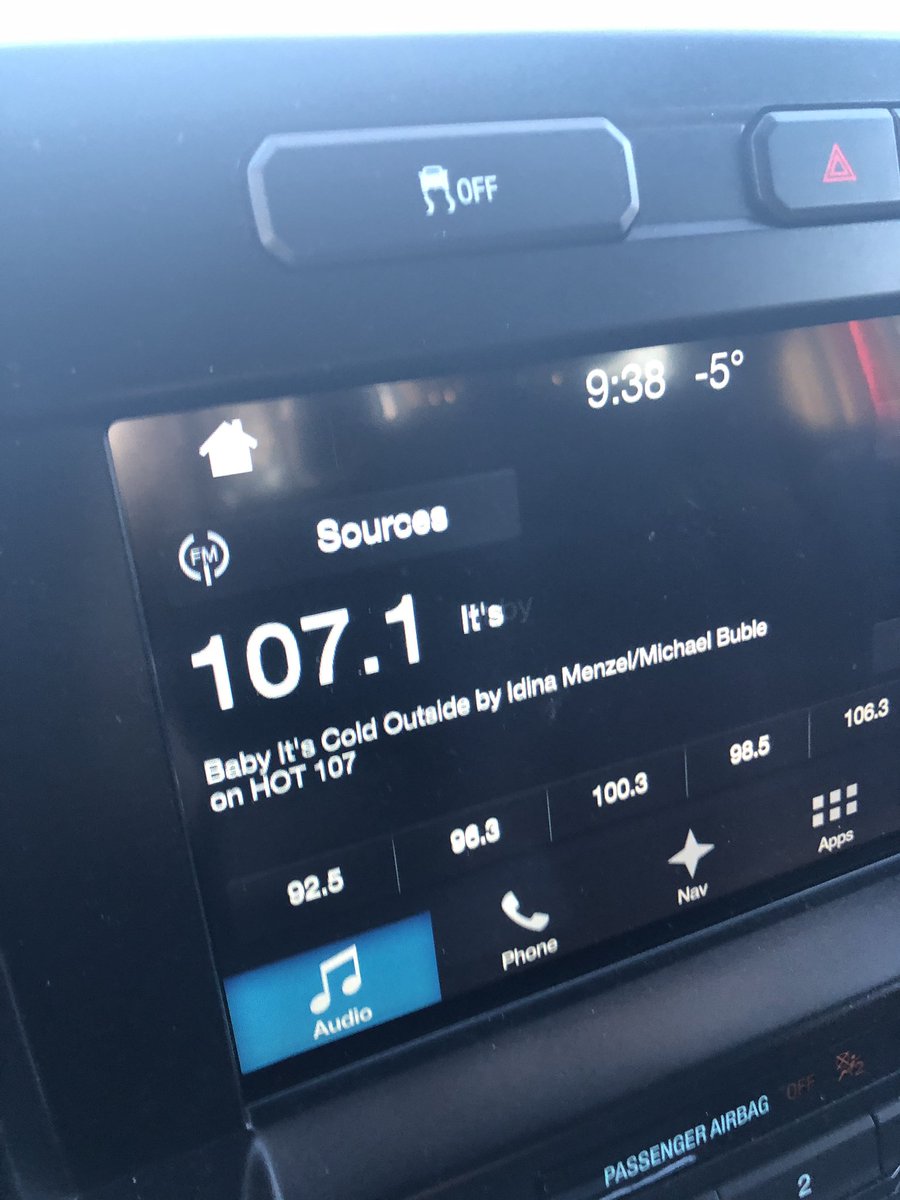 OFF
9:38 -5°
FM
Sources
107.1 It's
Baby It's Cold Outside by Idina Menzel/Michael Buble
on HOT 107
92.5 96.3 100.3 98.5 106.3
Audio Phone Nav Apps
PASSENGER AIRBAG OFF
2